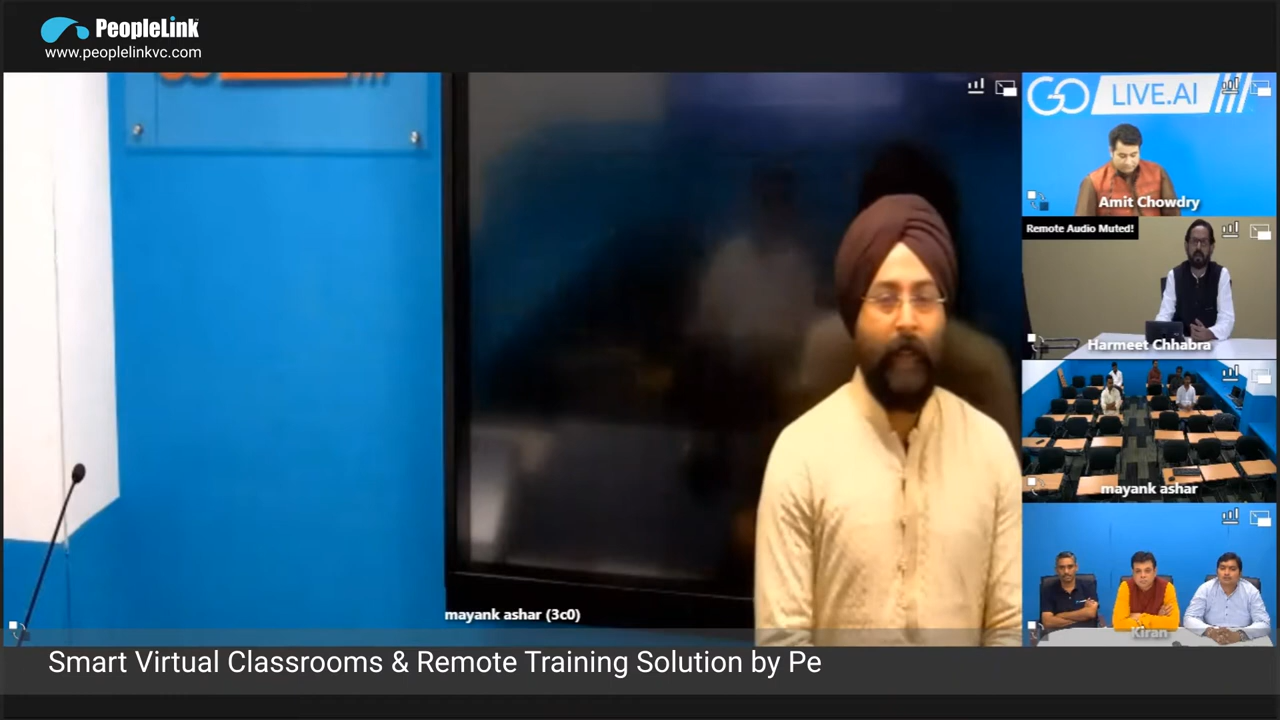 PeopleLink
www.peoplelinkvc.com
GO LIVE.AI
Amit Chowdry
Remote Audio Muted!
Harmeet Chhabra
mayank ashar
mayank ashar (3c0)
Kiran
Smart Virtual Classrooms & Remote Training Solution by Pe